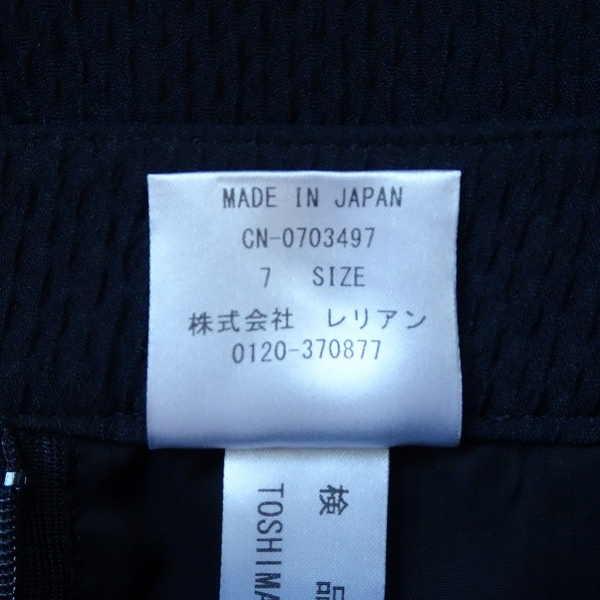 MADE IN JAPAN
CN-0703497
7 SIZE
株式会社 レリアン
0120-370877
検品
TOSHIMA